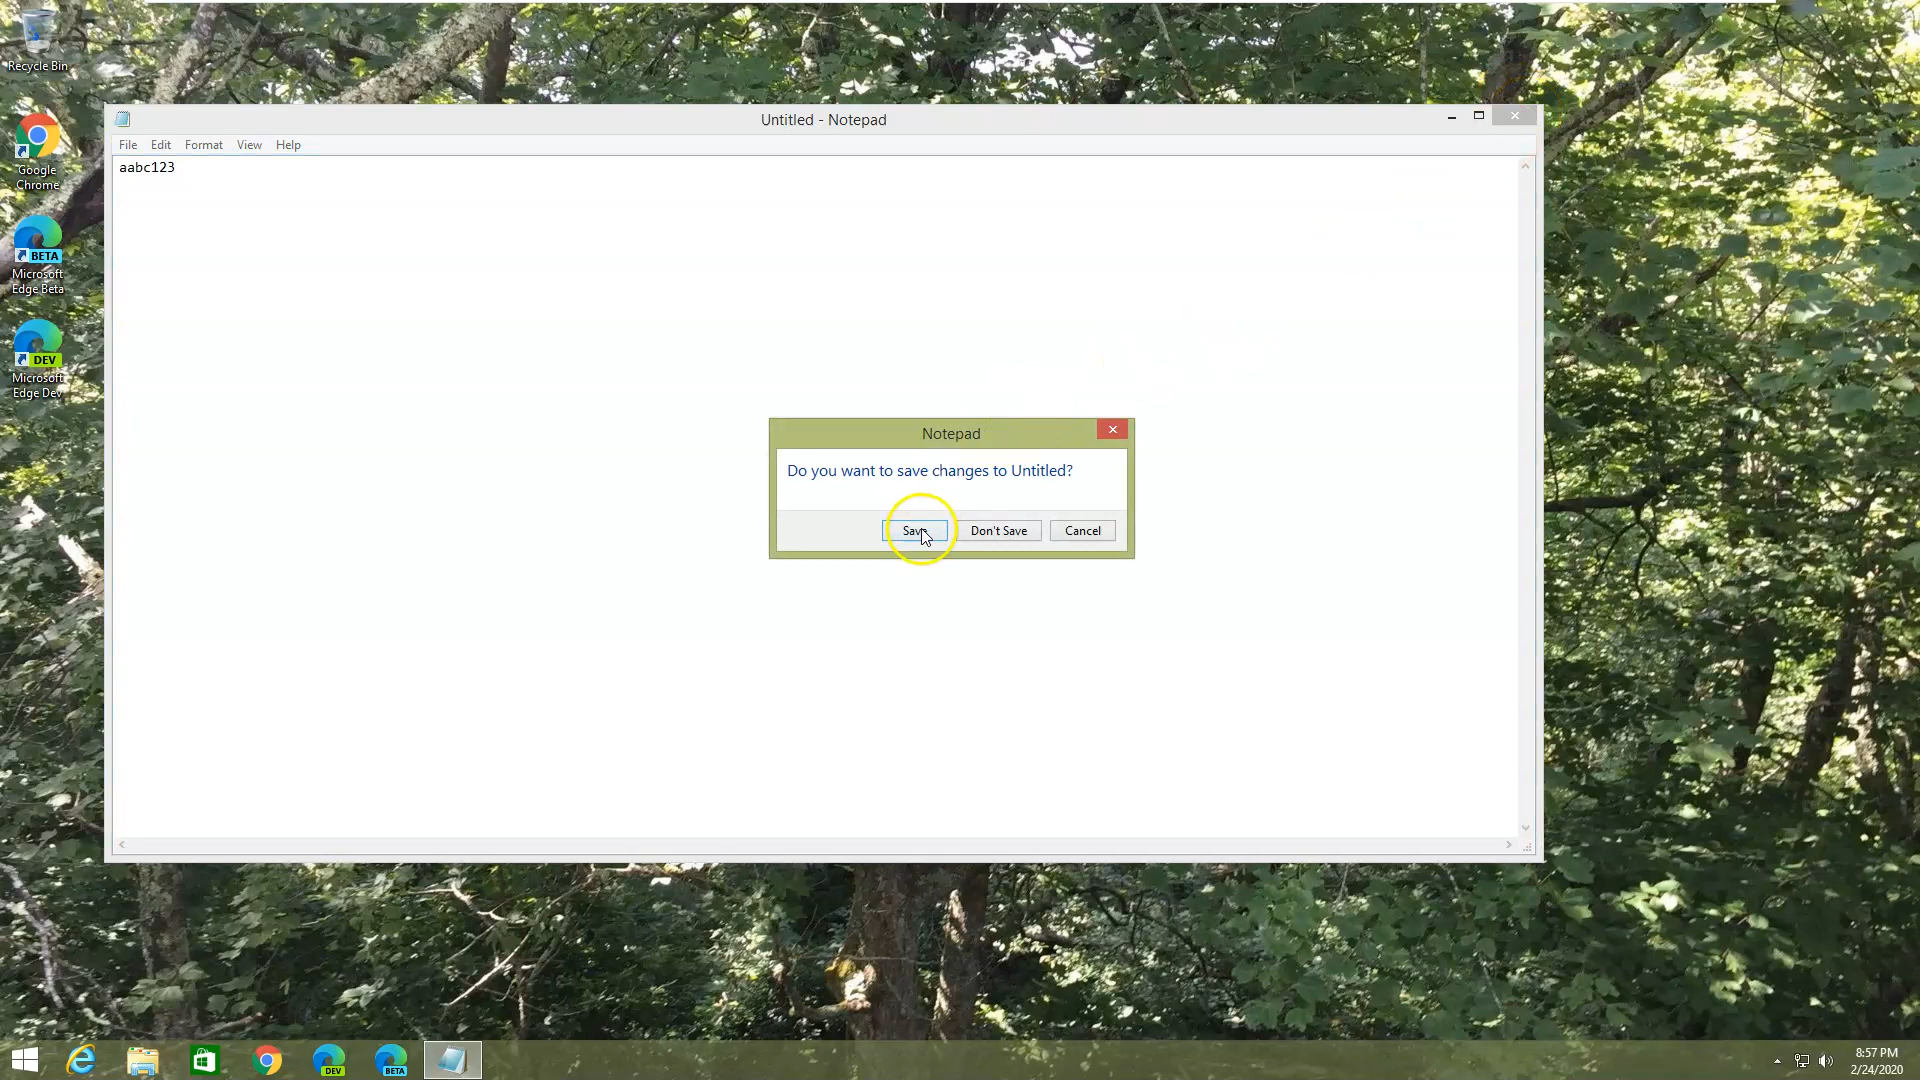 Recycle Bin
Untitled - Notepad
File Edit Format View Help
aabc123
Google
Chrome
BETA
Microsoft
Edge Beta
DEV
Microsoft
Edge Dev
Notepad
Do you want to save changes to Untitled?
Save Don't Save Cancel
DEV
BETA
8:57 PM
2/24/2020